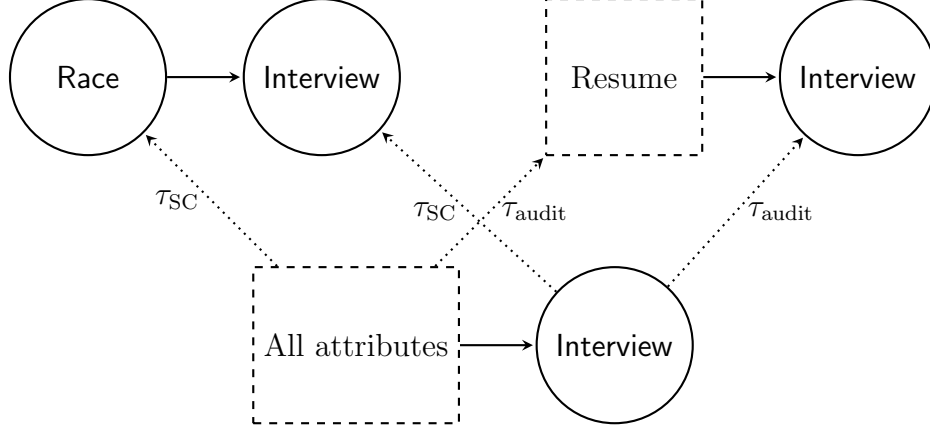 Race
Interview
Resume
Interview
τSC
τSC
τaudit
τaudit
All attributes
Interview